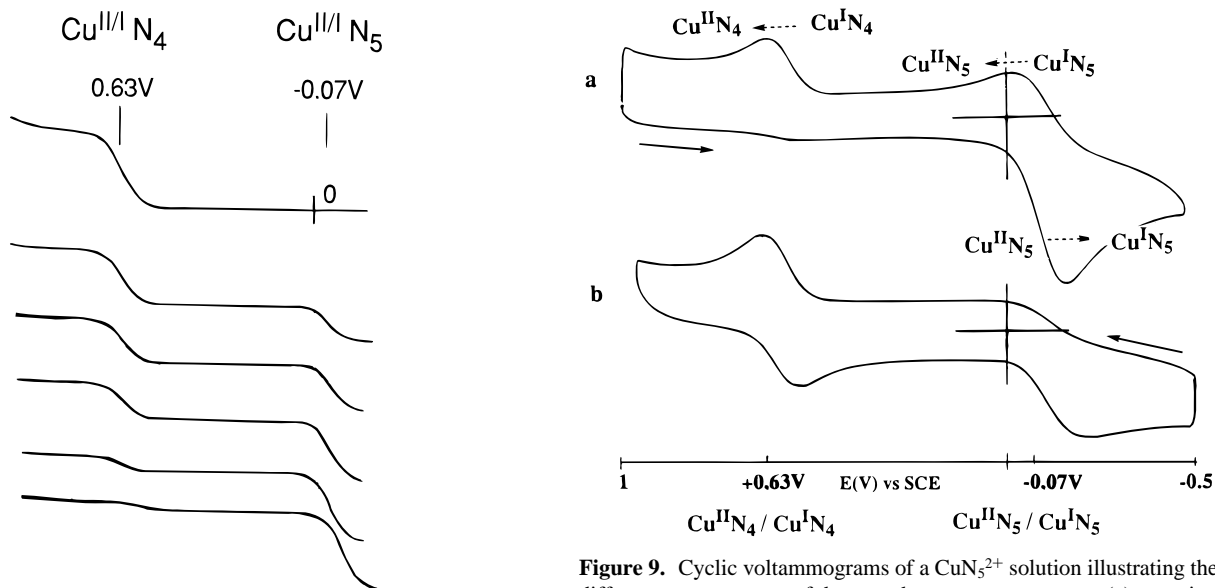 Cu^II/I N4 Cu^II/I N5
0.63V -0.07V
0
Cu^II N4 Cu^I N4
Cu^II N5 Cu^I N5
a
Cu^II N5 Cu^I N5
b
1 +0.63V E(V) vs SCE -0.07V -0.5
Cu^II N4 / Cu^I N4 Cu^II N5 / Cu^I N5
Figure 9. Cyclic voltammograms of a CuN5^2+ solution illustrating the